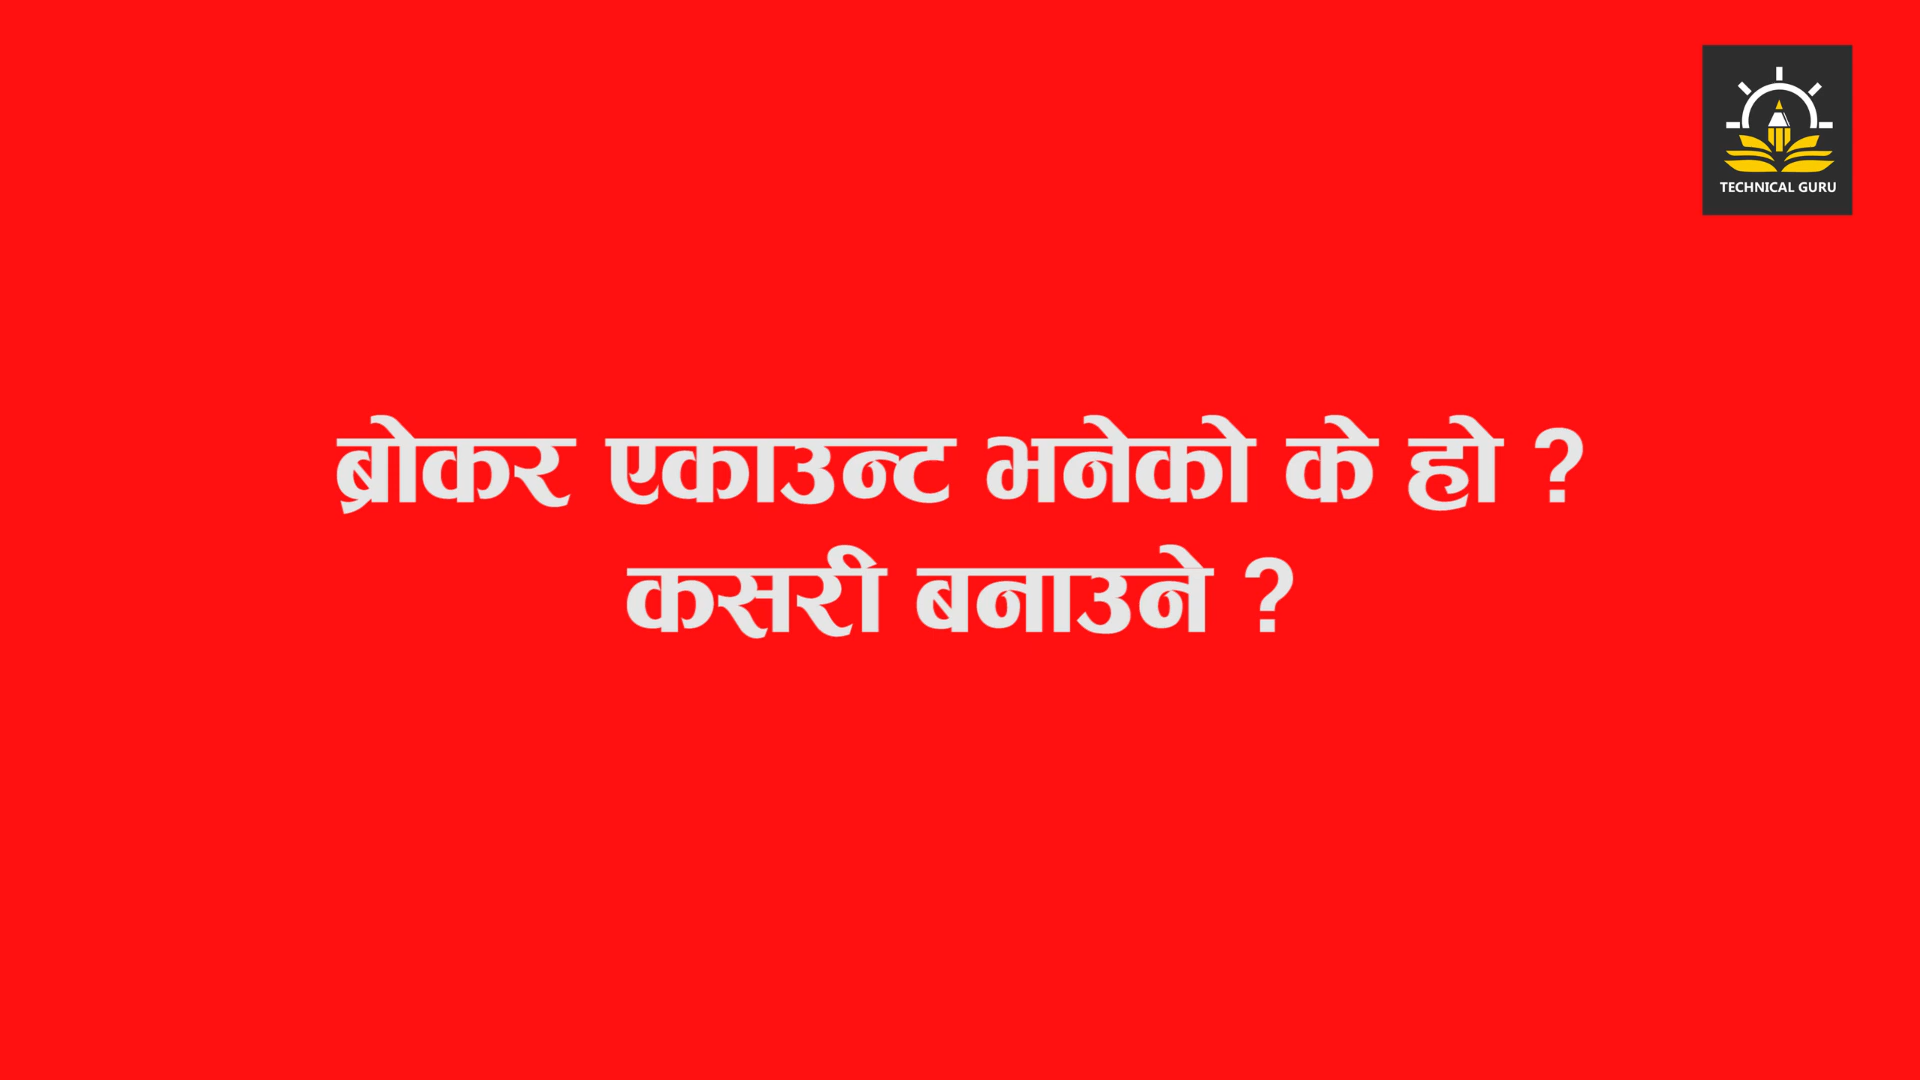 TECHNICAL GURU
ब्रोकर एकाउन्ट भनेको के हो ?
कसरी बनाउने ?